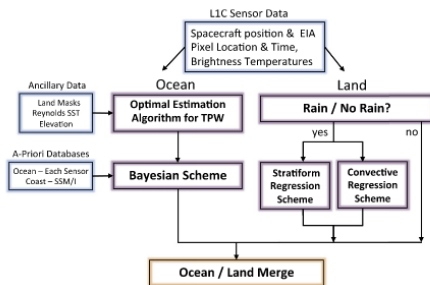 L1C Sensor Data
Spacecraft position & EIA
Pixel Location & Time,
Brightness Temperatures
Ocean
Land
Ancillary Data
Land Masks
Reynolds SST
Elevation
Optimal Estimation
Algorithm for TPW
Rain / No Rain?
yes
no
A-Priori Databases
Ocean – Each Sensor
Coast – SSM/I
Bayesian Scheme
Stratiform
Regression
Scheme
Convective
Regression
Scheme
Ocean / Land Merge